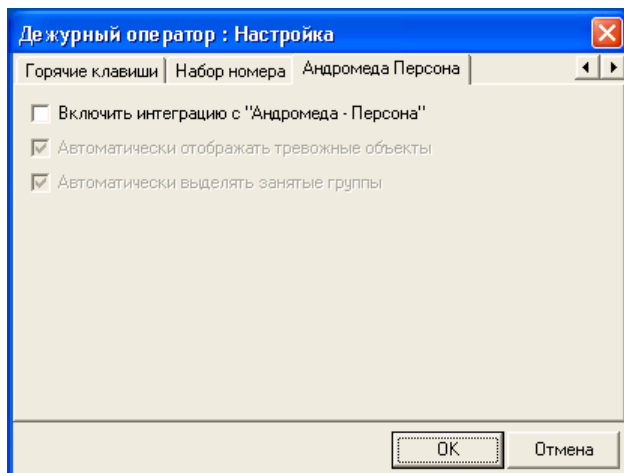 Дежурный оператор : Настройка
Горячие клавиши Набор номера Андромеда Персона
Включить интеграцию с "Андромеда - Персона"
Автоматически отображать тревожные объекты
Автоматически выделять занятые группы
OK Отмена